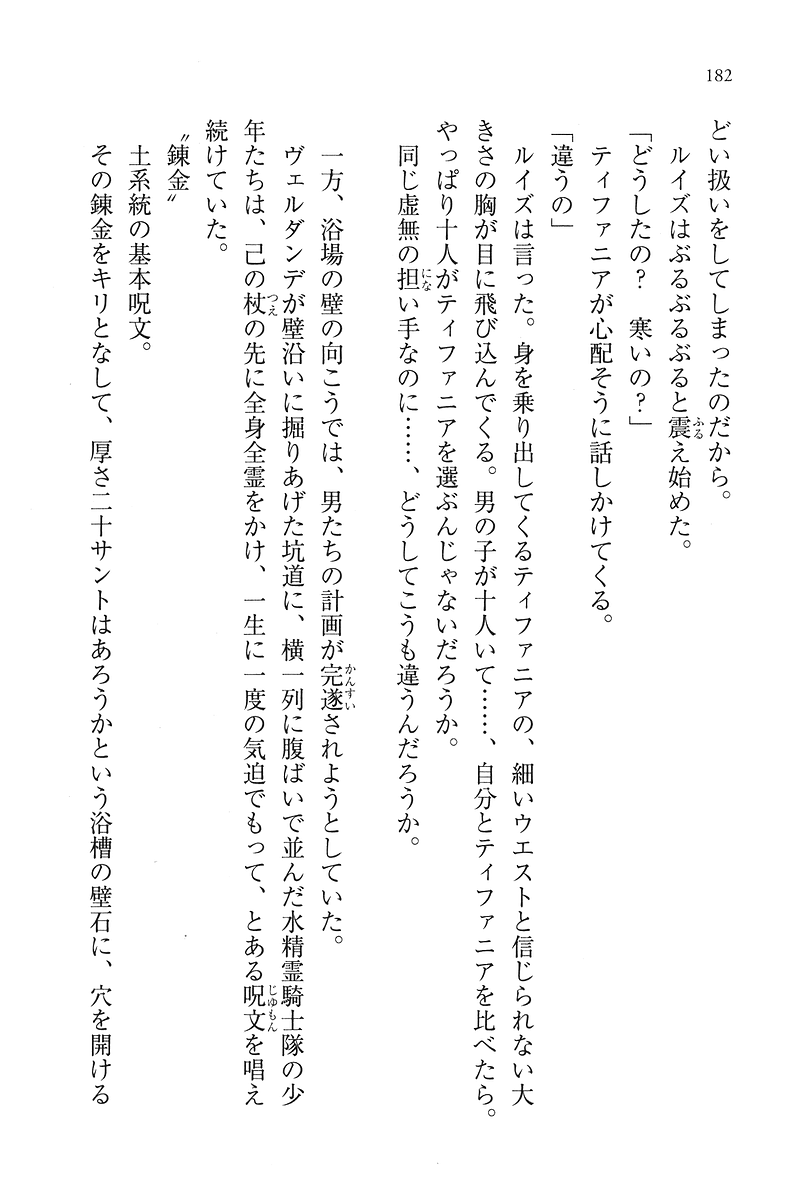 182
どい扱いをしてしまったのだから。
ルイズはぶるぶるぶると震え始めた。
「どうしたの？　寒いの？」
ティファニアが心配そうに話しかけてくる。
「違うの」
ルイズは言った。身を乗り出してくるティファニアの、細いウエストと信じられない大
きさの胸が目に飛び込んでくる。男の子が十人いて……、自分とティファニアを比べたら。
やっぱり十人がティファニアを選ぶんじゃないだろうか。
同じ虚無の担い手なのに……、どうしてこうも違うんだろうか。
一方、浴場の壁の向こうでは、男たちの計画が完遂されようとしていた。
ヴェルダンデが壁沿いに掘りあげた坑道に、横一列に腹ばいで並んだ水精霊騎士隊の少
年たちは、己の杖の先に全身全霊をかけ、一生に一度の気迫でもって、とある呪文を唱え
続けていた。
〝錬金〟
土系統の基本呪文。
その錬金をキリとなして、厚さ二十サントはあろうかという浴槽の壁石に、穴を開ける